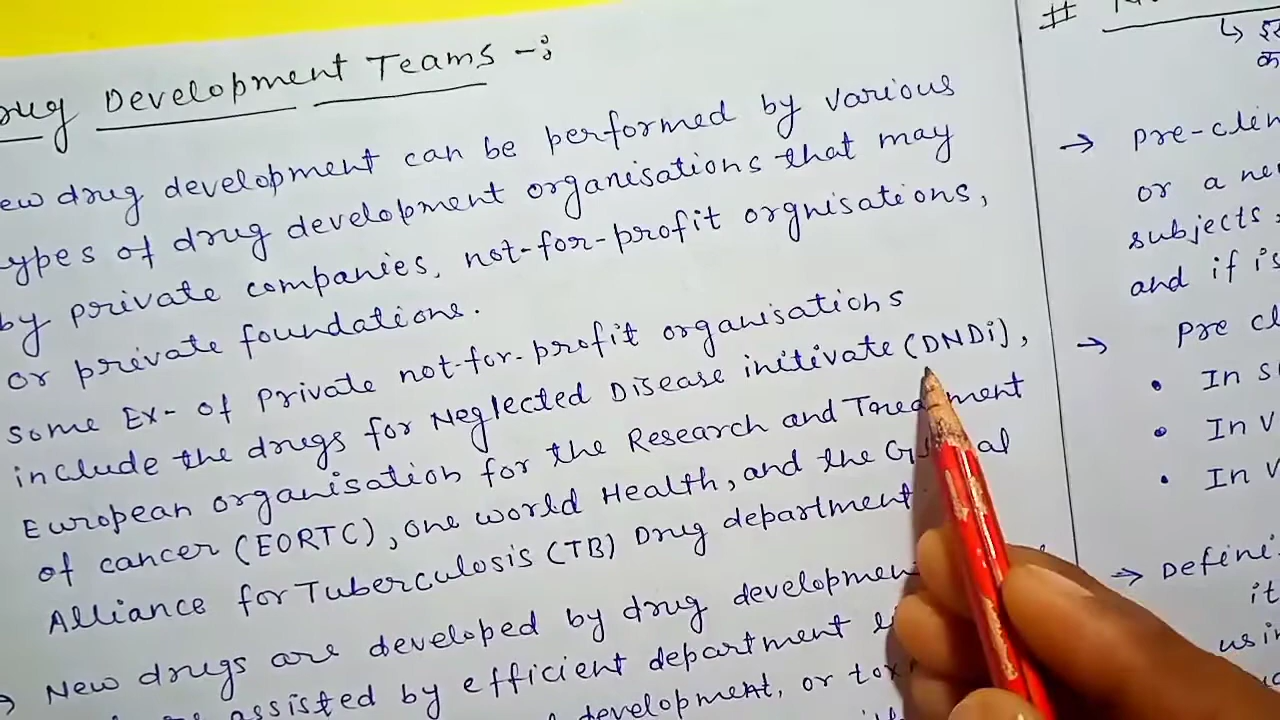 rug Development Teams -:
ew drug development can be performed by various
ypes of drug development organisations that may
by private companies, not-for-profit orgnisations,
or private foundations.
some Ex- of Private not-for-profit organisations
include the drugs for Neglected Disease initivate (DNDi),
European organisation for the Research and Treatment
of cancer (EORTC), one world Health, and the
Alliance for Tuberculosis (TB) Drug department
New drugs are developed by drug developmen
assisted by efficient department
development, or tox
#
→ pre-clin
or a ne
subjects
and if is
→ Pre cl
• In s
• In v
• In v
⇒ Defini
it
usin